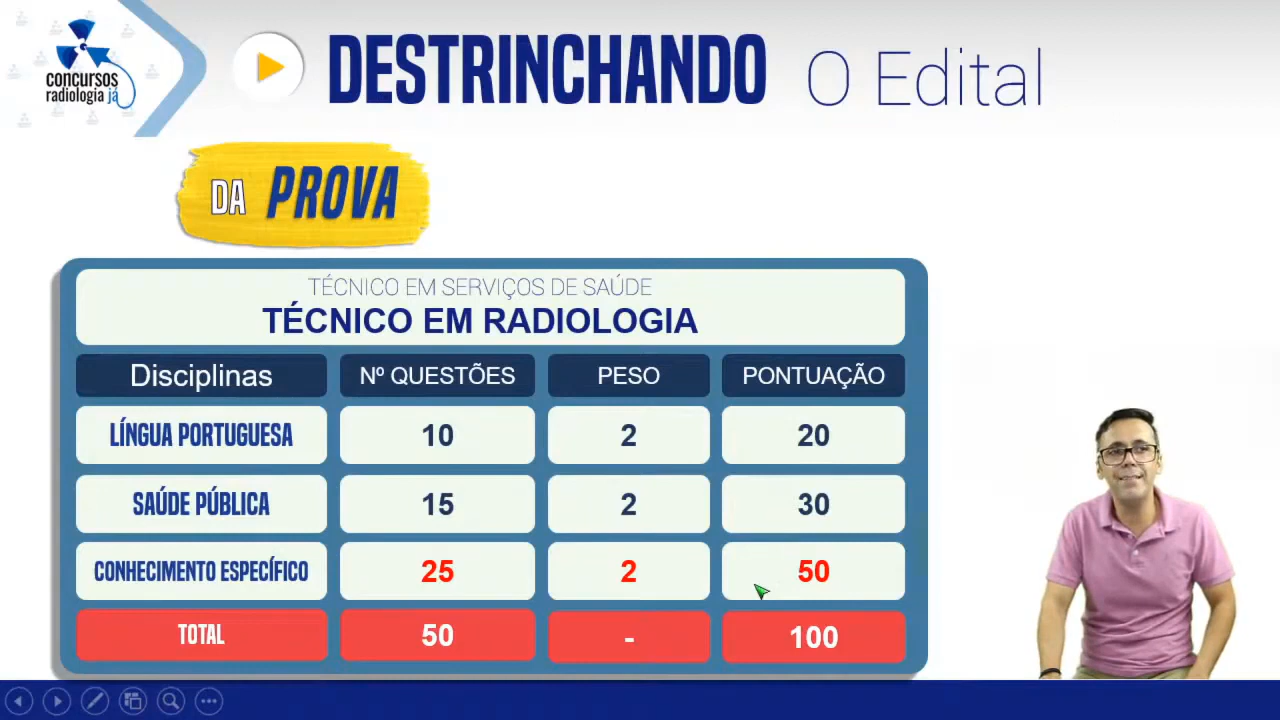 concursos
radiologia já
DESTRINCHANDO O Edital
DA PROVA
TÉCNICO EM SERVIÇOS DE SAÚDE
TÉCNICO EM RADIOLOGIA
Disciplinas Nº QUESTÕES PESO PONTUAÇÃO
LÍNGUA PORTUGUESA 10 2 20
SAÚDE PÚBLICA 15 2 30
CONHECIMENTO ESPECÍFICO 25 2 50
TOTAL 50 - 100